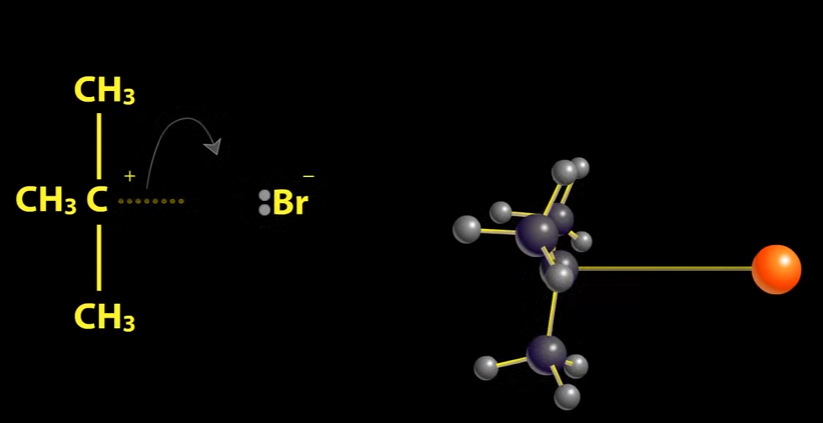 CH₃
+
CH₃ C :Br⁻
CH₃